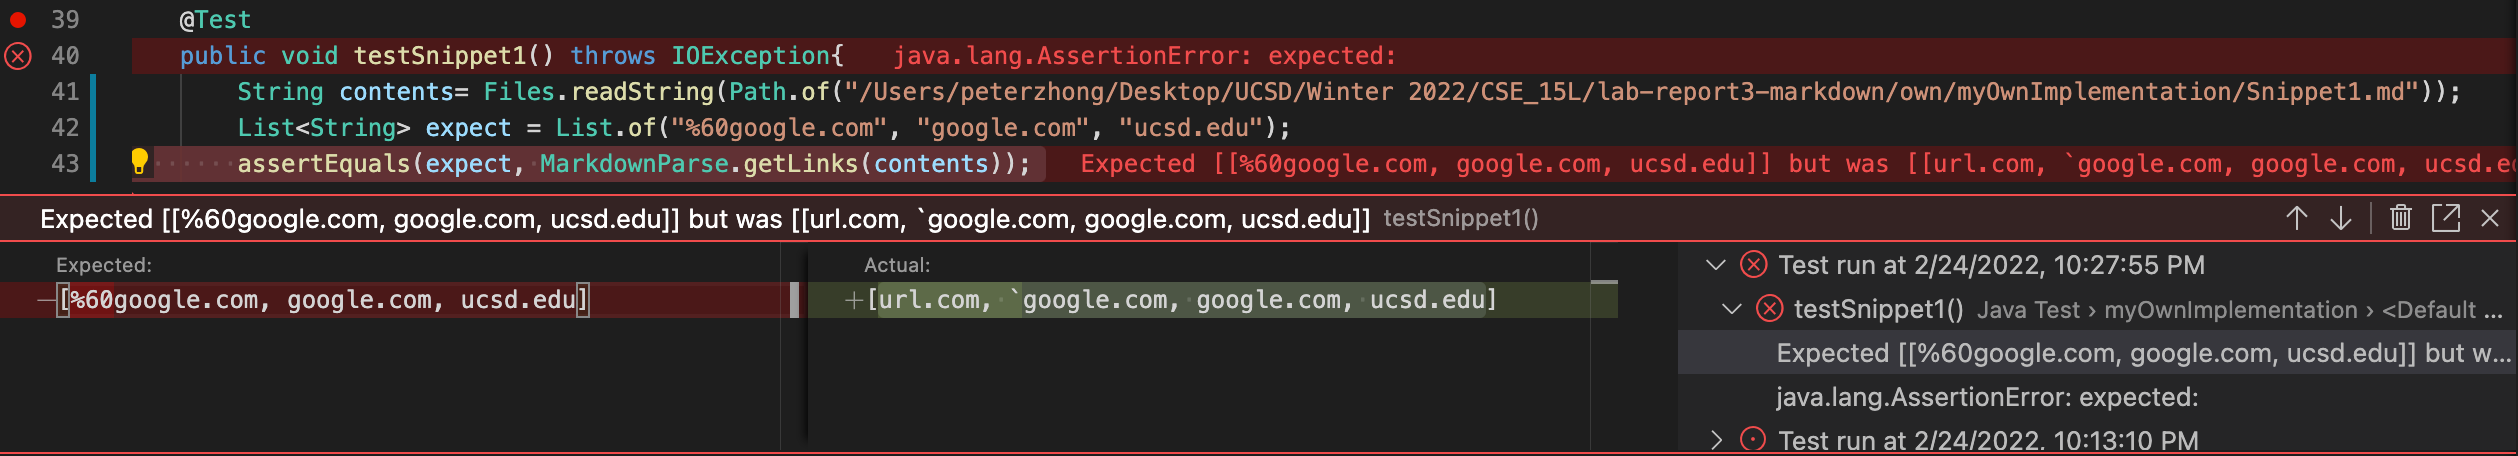 39 @Test
40 public void testSnippet1() throws IOException{ java.lang.AssertionError: expected:
41 String contents= Files.readString(Path.of("/Users/peterzhong/Desktop/UCSD/Winter 2022/CSE_15L/lab-report3-markdown/own/myOwnImplementation/Snippet1.md"));
42 List<String> expect = List.of("%60google.com", "google.com", "ucsd.edu");
43 assertEquals(expect, MarkdownParse.getLinks(contents)); Expected [[%60google.com, google.com, ucsd.edu]] but was [[url.com, `google.com, google.com, ucsd.ed
Expected [[%60google.com, google.com, ucsd.edu]] but was [[url.com, `google.com, google.com, ucsd.edu]] testSnippet1()
Expected:
[%60google.com, google.com, ucsd.edu]
Actual:
[url.com, `google.com, google.com, ucsd.edu]
Test run at 2/24/2022, 10:27:55 PM
testSnippet1() Java Test › myOwnImplementation › <Default ...
Expected [[%60google.com, google.com, ucsd.edu]] but w...
java.lang.AssertionError: expected:
Test run at 2/24/2022, 10:13:10 PM